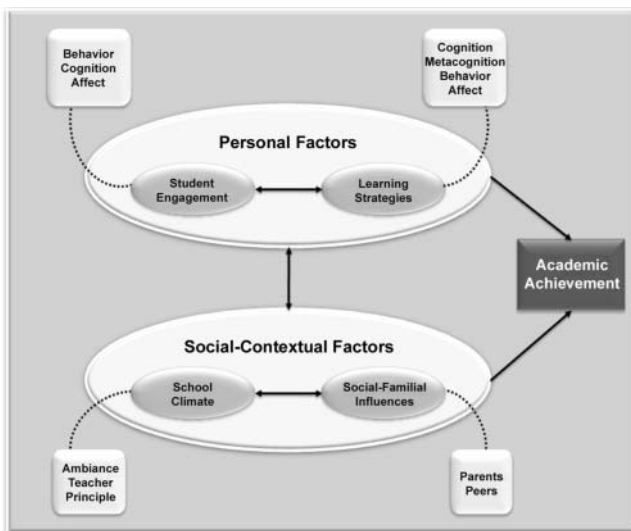 Behavior
Cognition
Affect
Cognition
Metacognition
Behavior
Affect
Personal Factors
Student
Engagement
Learning
Strategies
Academic
Achievement
Social-Contextual Factors
School
Climate
Social-Familial
Influences
Ambiance
Teacher
Principle
Parents
Peers